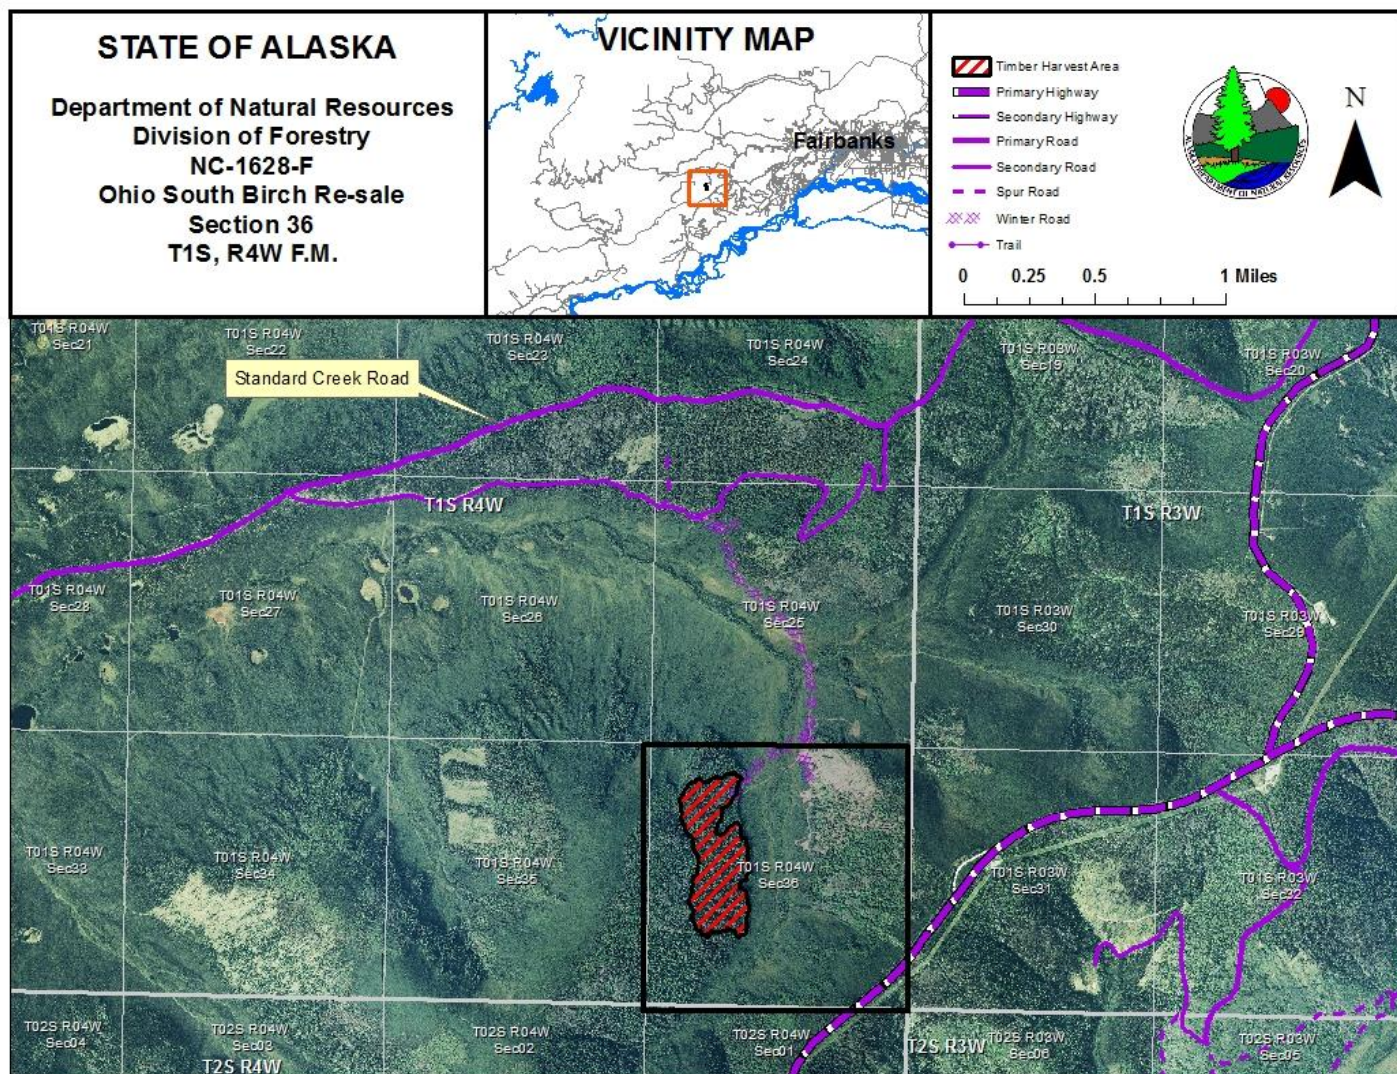 STATE OF ALASKA
Department of Natural Resources
Division of Forestry
NC-1628-F
Ohio South Birch Re-sale
Section 36
T1S, R4W F.M.
VICINITY MAP
Fairbanks
Timber Harvest Area
Primary Highway
Secondary Highway
Primary Road
Secondary Road
Spur Road
Winter Road
Trail
ALASKA DEPARTMENT OF NATURAL RESOURCES
N
0 0.25 0.5 1 Miles
T01S R04W
Sec21
T01S R04W
Sec22
T01S R04W
Sec23
T01S R04W
Sec24
T01S R03W
Sec19
T01S R03W
Sec20
Standard Creek Road
T1S R4W
T1S R3W
T01S R04W
Sec28
T01S R04W
Sec27
T01S R04W
Sec26
T01S R04W
Sec25
T01S R03W
Sec30
T01S R03W
Sec29
T01S R04W
Sec33
T01S R04W
Sec34
T01S R04W
Sec35
T01S R04W
Sec36
T01S R03W
Sec31
T01S R03W
Sec32
T02S R04W
Sec04
T02S R04W
Sec03
T02S R04W
Sec02
T02S R04W
Sec01
T02S R03W
Sec06
T02S R03W
Sec05
T2S R4W
T2S R3W